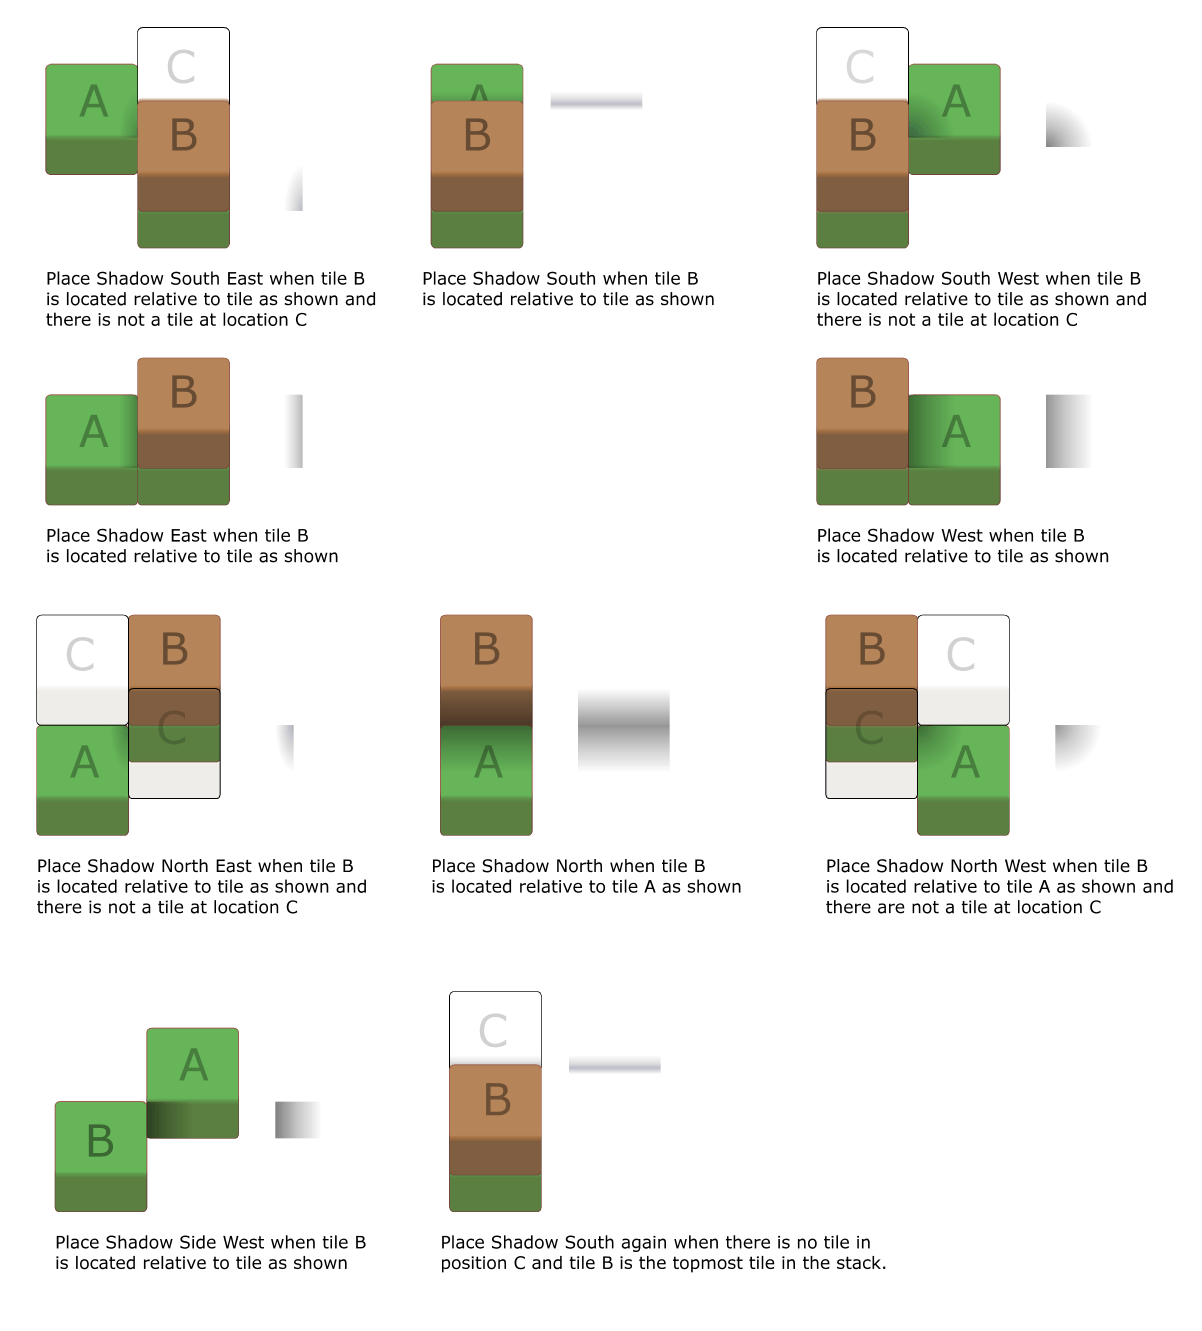 C
A
B
A
B
C
A
B
Place Shadow South East when tile B
is located relative to tile as shown and
there is not a tile at location C
Place Shadow South when tile B
is located relative to tile as shown
Place Shadow South West when tile B
is located relative to tile as shown and
there is not a tile at location C
B
A
B
A
Place Shadow East when tile B
is located relative to tile as shown
Place Shadow West when tile B
is located relative to tile as shown
C
B
C
A
B
A
B
C
C
A
Place Shadow North East when tile B
is located relative to tile as shown and
there is not a tile at location C
Place Shadow North when tile B
is located relative to tile A as shown
Place Shadow North West when tile B
is located relative to tile A as shown and
there are not a tile at location C
A
B
C
B
Place Shadow Side West when tile B
is located relative to tile as shown
Place Shadow South again when there is no tile in
position C and tile B is the topmost tile in the stack.